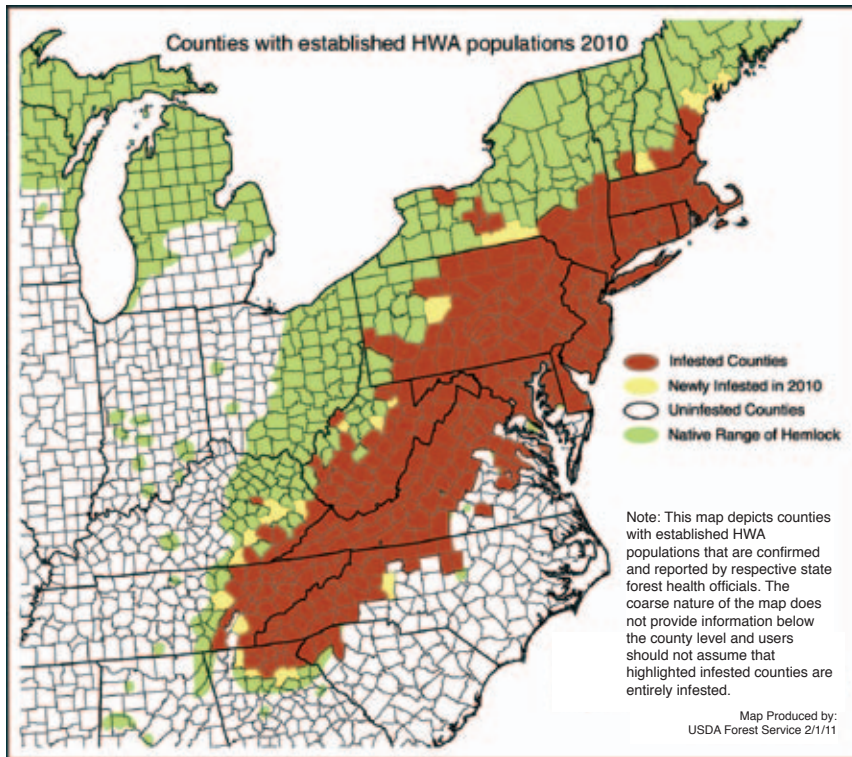 Counties with established HWA populations 2010
Infested Counties
Newly Infested in 2010
Uninfested Counties
Native Range of Hemlock
Note: This map depicts counties
with established HWA
populations that are confirmed
and reported by respective state
forest health officials. The
coarse nature of the map does
not provide information below
the county level and users
should not assume that
highlighted infested counties are
entirely infested.
Map Produced by:
USDA Forest Service 2/1/11